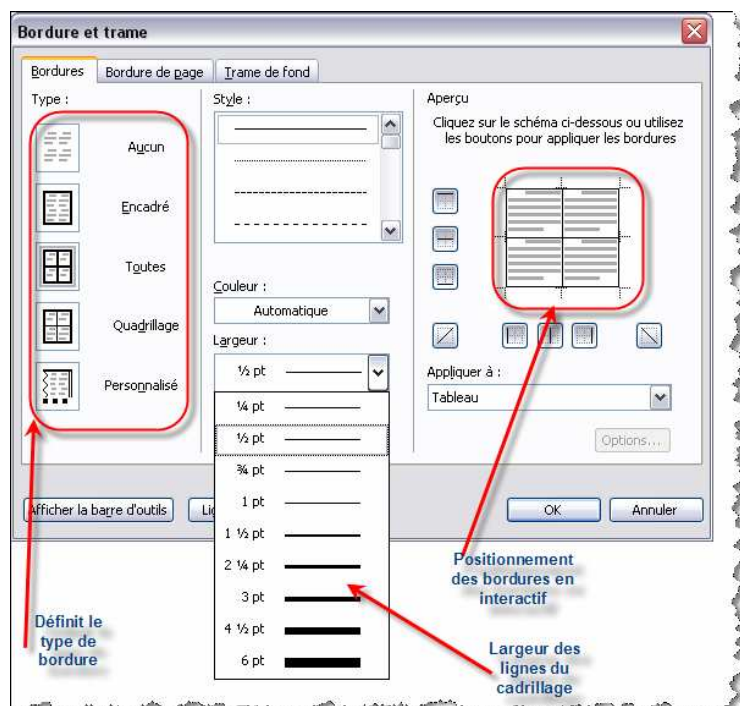 Bordure et trame
Bordures
Bordure de page
Trame de fond
Type :
Aucun
Encadré
Toutes
Quadrillage
Personnalisé
Style :
Couleur :
Automatique
Largeur :
½ pt
¼ pt
½ pt
¾ pt
1 pt
1 ½ pt
2 ¼ pt
3 pt
4 ½ pt
6 pt
Aperçu
Cliquez sur le schéma ci-dessous ou utilisez
les boutons pour appliquer les bordures
Appliquer à :
Tableau
Options...
Afficher la barre d'outils
OK
Annuler
Définit le
type de
bordure
Positionnement
des bordures en
interactif
Largeur des
lignes du
cadrillage